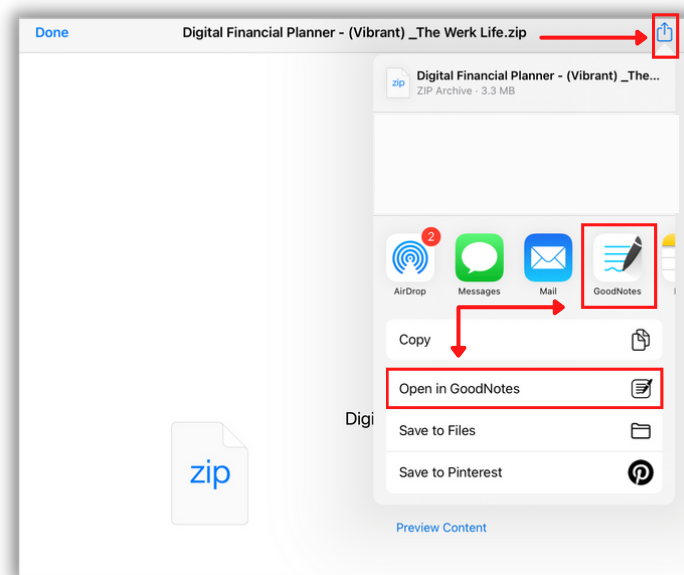 Done
Digital Financial Planner - (Vibrant) _The Werk Life.zip
zip
Digital Financial Planner - (Vibrant) _The...
ZIP Archive · 3.3 MB
2
AirDrop
Messages
Mail
GoodNotes
Copy
Open in GoodNotes
Digi
Save to Files
zip
Save to Pinterest
Preview Content